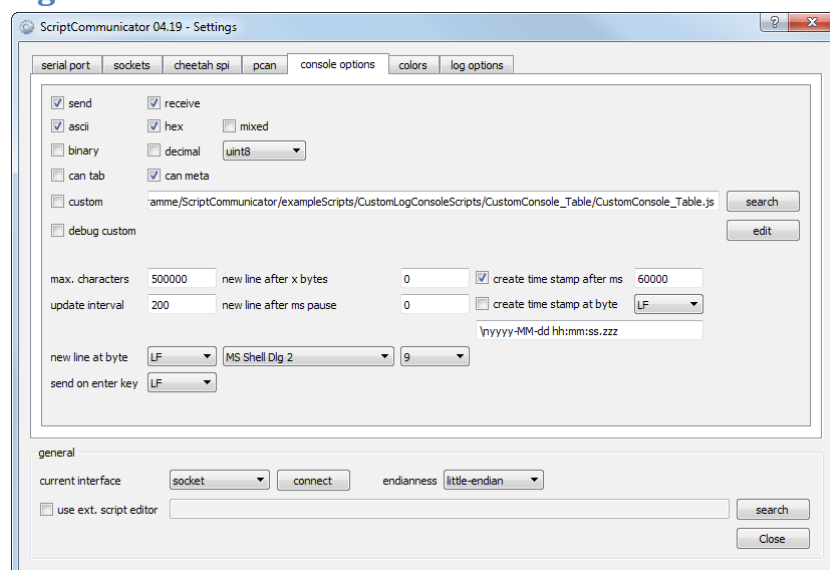 ScriptCommunicator 04.19 - Settings
serial port sockets cheetah spi pcan console options colors log options
send receive
ascii hex mixed
binary decimal uint8
can tab can meta
custom ramme/ScriptCommunicator/exampleScripts/CustomLogConsoleScripts/CustomConsole_Table/CustomConsole_Table.js search
debug custom edit
max. characters 500000 new line after x bytes 0 create time stamp after ms 60000
update interval 200 new line after ms pause 0 create time stamp at byte LF
\nyyyy-MM-dd hh:mm:ss.zzz
new line at byte LF MS Shell Dlg 2 9
send on enter key LF
general
current interface socket connect endianness little-endian
use ext. script editor search
Close